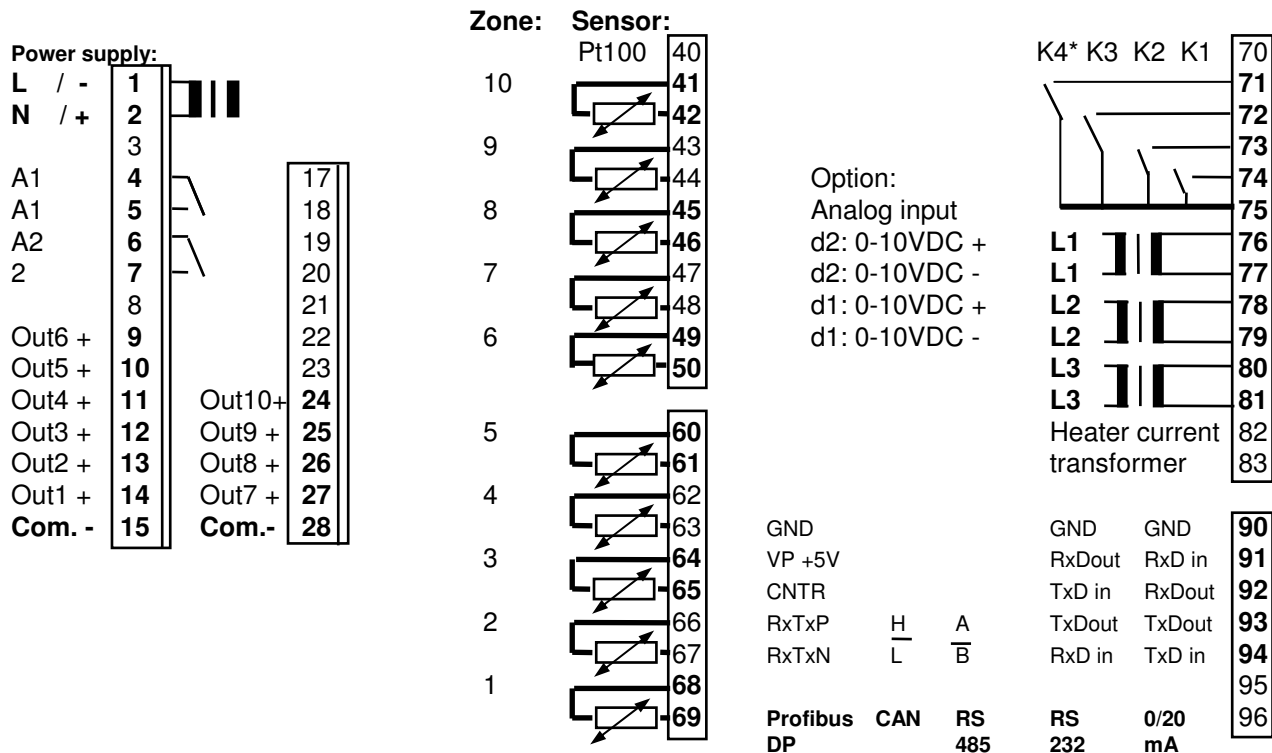 Zone: Sensor:
Power supply: Pt100 40 K4* K3 K2 K1 70
L / - 1 10 41 71
N / + 2 42 72
3 9 43 73
A1 4 17 44 Option: 74
A1 5 18 8 45 Analog input 75
A2 6 19 46 d2: 0-10VDC + L1 76
2 7 20 7 47 d2: 0-10VDC - L1 77
8 21 48 d1: 0-10VDC + L2 78
Out6 + 9 22 6 49 d1: 0-10VDC - L2 79
Out5 + 10 23 50 L3 80
Out4 + 11 Out10+ 24 L3 81
Out3 + 12 Out9 + 25 5 60 Heater current 82
Out2 + 13 Out8 + 26 61 transformer 83
Out1 + 14 Out7 + 27 4 62
Com. - 15 Com.- 28 63 GND GND GND 90
3 64 VP +5V RxDout RxD in 91
65 CNTR TxD in RxDout 92
2 66 RxTxP H A TxDout TxDout 93
67 RxTxN L B RxD in TxD in 94
1 68 95
69 Profibus CAN RS RS 0/20 96
DP 485 232 mA